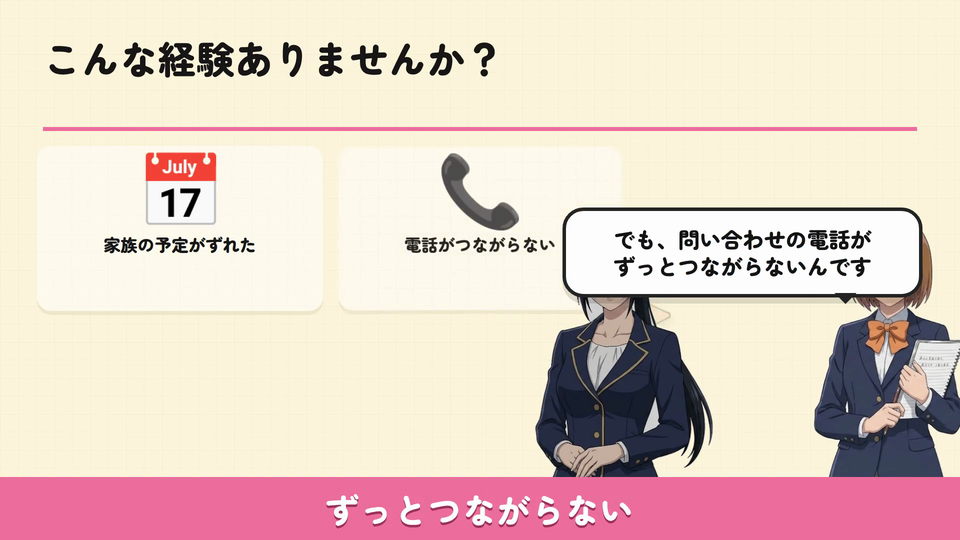 こんな経験ありませんか？
July
17
家族の予定がずれた
電話がつながらない
でも、問い合わせの電話が
ずっとつながらないんです
ずっとつながらない